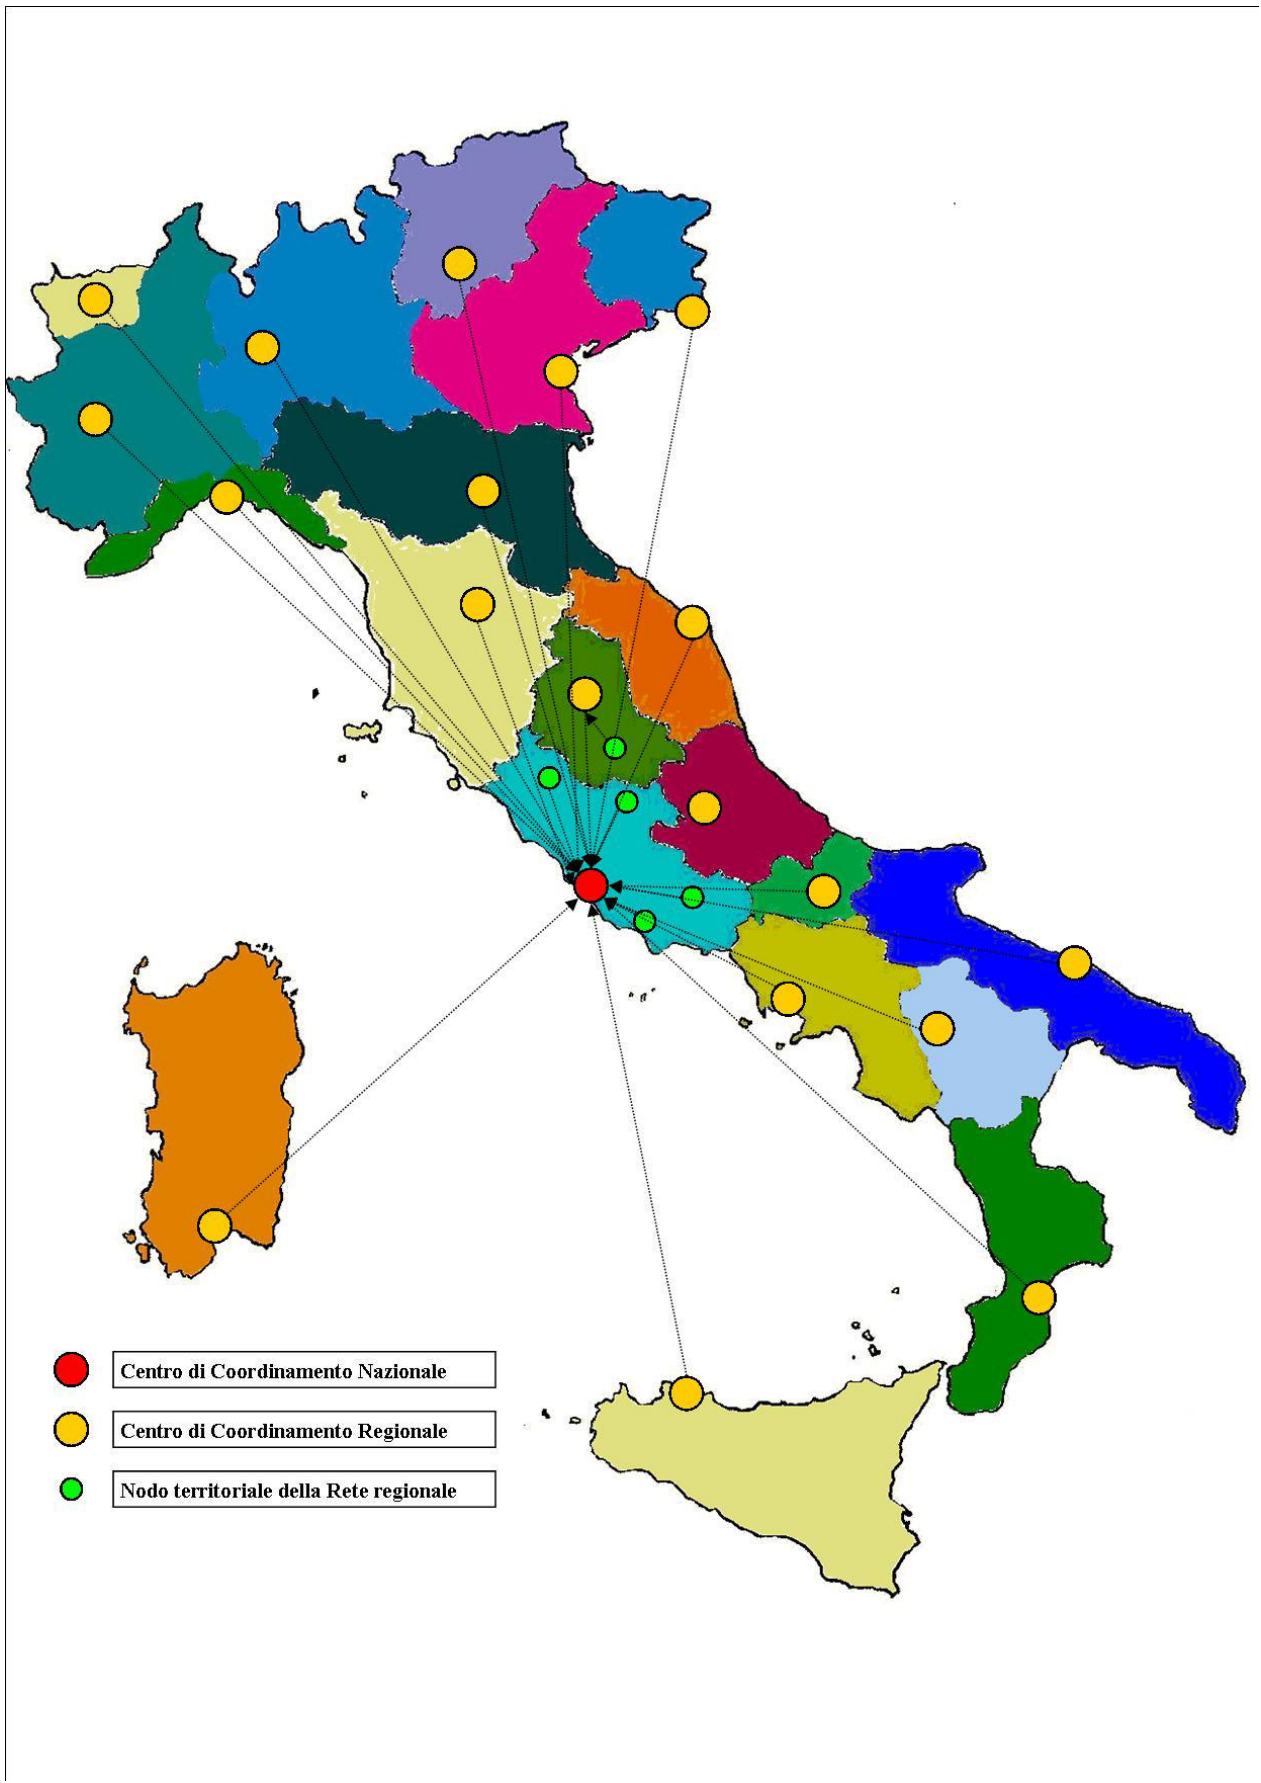 Centro di Coordinamento Nazionale
Centro di Coordinamento Regionale
Nodo territoriale della Rete regionale